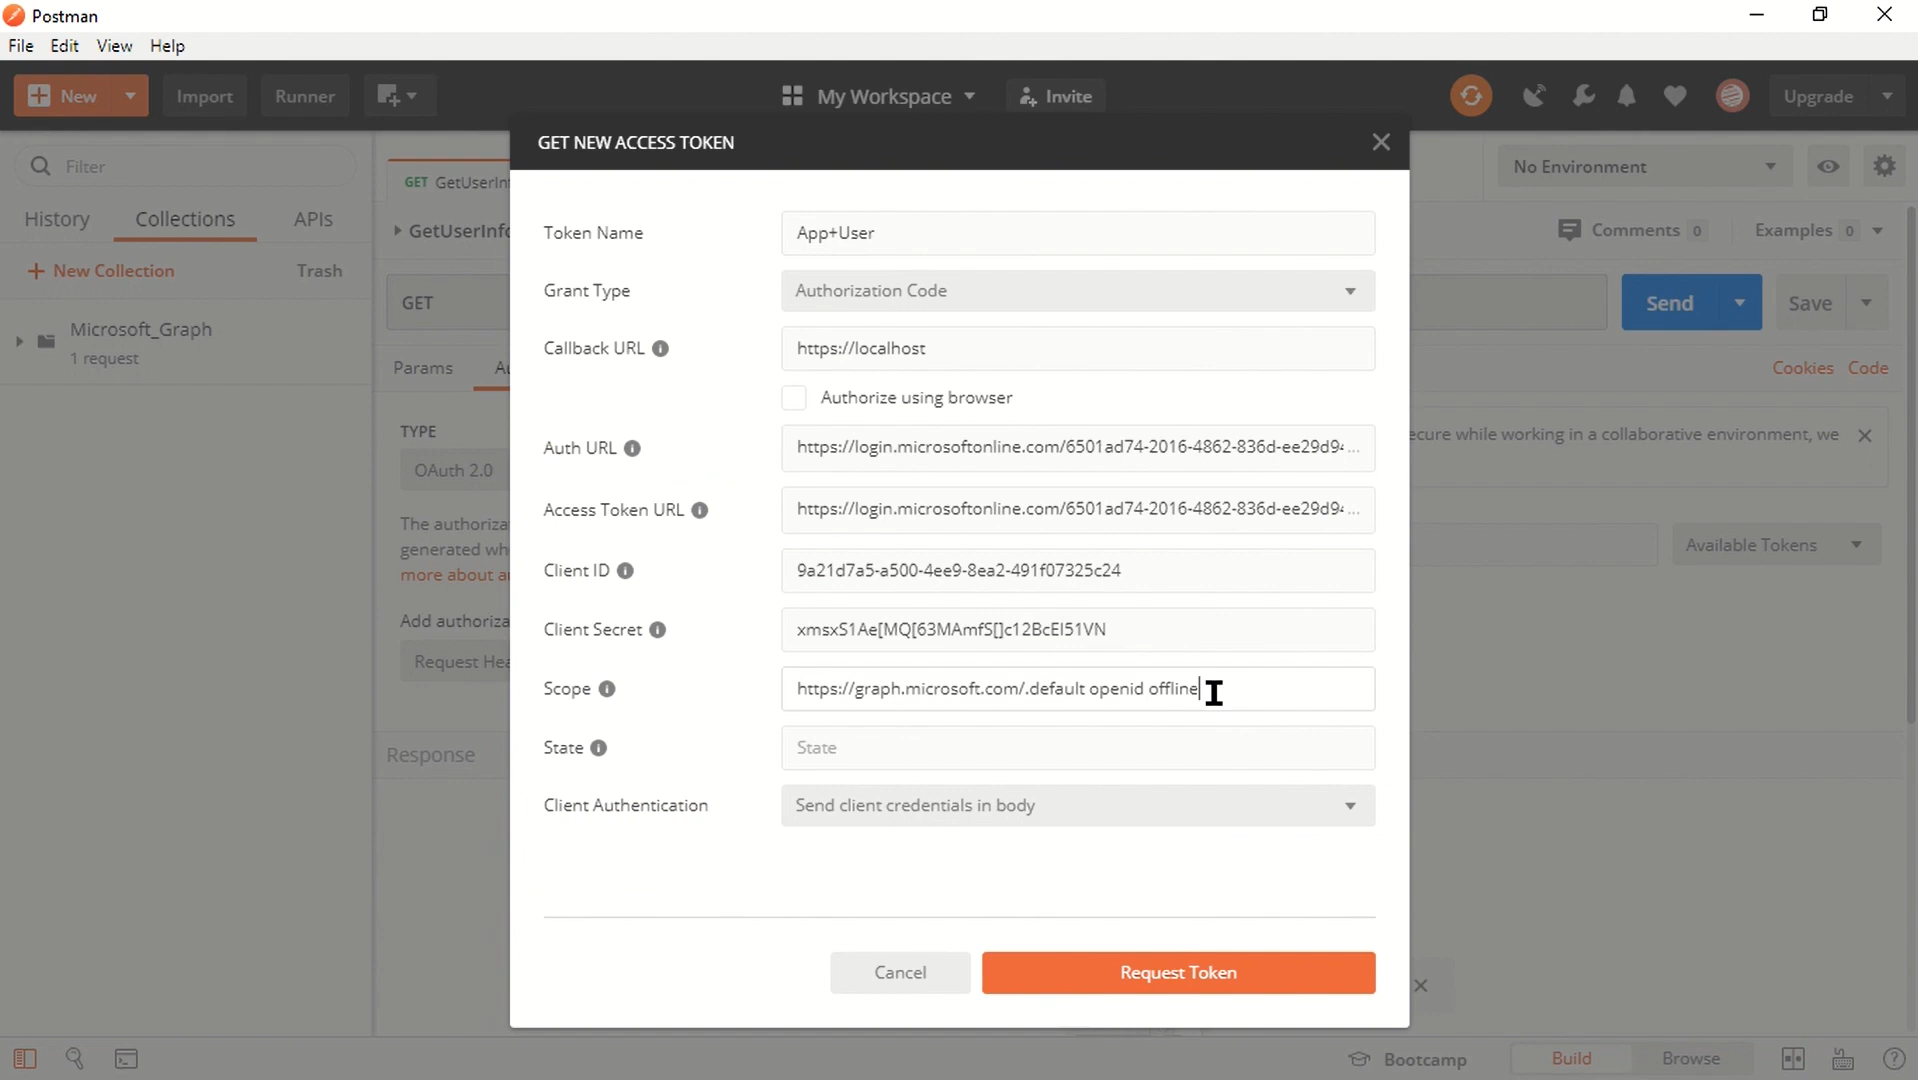 Postman
File Edit View Help
New Import Runner My Workspace Invite Upgrade
GET NEW ACCESS TOKEN
Filter
GET GetUserIn
No Environment
History Collections APIs
GetUserInfo
Comments 0 Examples 0
New Collection Trash
GET
Send Save
Microsoft_Graph
1 request
Params Au
Cookies Code
TYPE
ecure while working in a collaborative environment, we
OAuth 2.0
The authoriza
generated wh
more about a
Available Tokens
Add authoriza
Request Hea
Response
Token Name App+User
Grant Type Authorization Code
Callback URL https://localhost
Authorize using browser
Auth URL https://login.microsoftonline.com/6501ad74-2016-4862-836d-ee29d9 ...
Access Token URL https://login.microsoftonline.com/6501ad74-2016-4862-836d-ee29d9 ...
Client ID 9a21d7a5-a500-4ee9-8ea2-491f07325c24
Client Secret xmsxS1Ae[MQ[63MAmfS[]c12BcEI51VN
Scope https://graph.microsoft.com/.default openid offline
State State
Client Authentication Send client credentials in body
Cancel Request Token
Bootcamp Build Browse